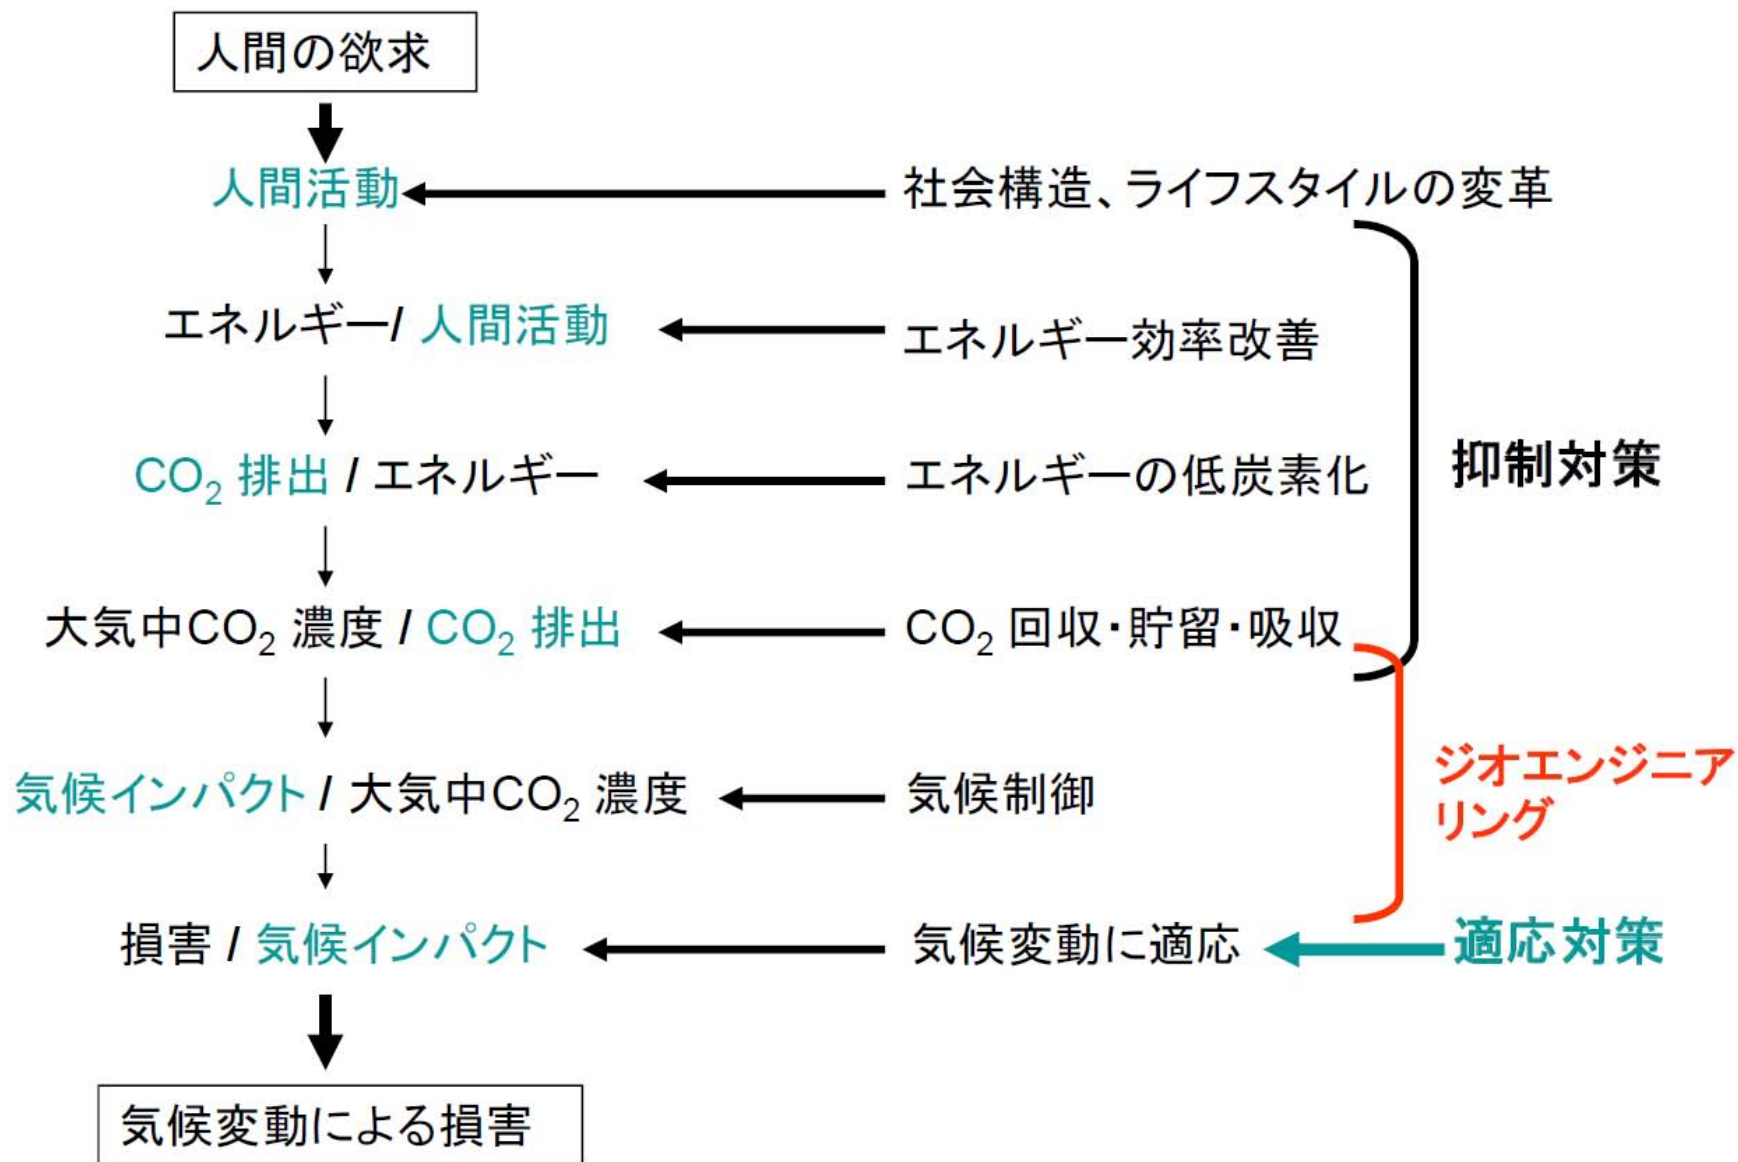 人間の欲求
人間活動
社会構造、ライフスタイルの変革
エネルギー/ 人間活動
エネルギー効率改善
CO₂ 排出 / エネルギー
エネルギーの低炭素化
抑制対策
大気中CO₂ 濃度 / CO₂ 排出
CO₂ 回収・貯留・吸収
気候インパクト / 大気中CO₂ 濃度
気候制御
ジオエンジニア
リング
損害 / 気候インパクト
気候変動に適応
適応対策
気候変動による損害